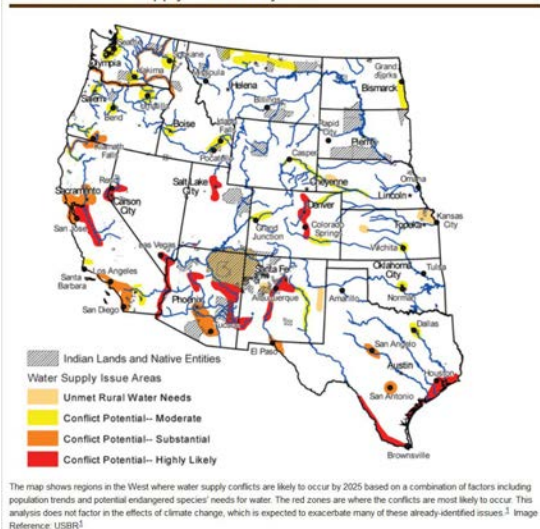 Seattle
Spokane
Olympia
Yakima
Missoula
Helena
Grand
Forks
Bismarck
Salem
Bend
Billings
Boise
Idaho
Falls
Pocatello
Rapid
City
Pierre
Klamath
Falls
Casper
Reno
Sacramento
Carson
City
Salt Lake
City
Cheyenne
Omaha
Lincoln
Denver
San Jose
Grand
Junction
Colorado
Springs
Topeka
Kansas
City
Wichita
Las Vegas
Santa
Barbara
Los Angeles
San Diego
Phoenix
Tucson
Santa Fe
Albuquerque
Amarillo
Oklahoma
City
Tulsa
Norman
El Paso
Dallas
San Angelo
Austin
Houston
San Antonio
Brownsville
Indian Lands and Native Entities
Water Supply Issue Areas
Unmet Rural Water Needs
Conflict Potential-- Moderate
Conflict Potential-- Substantial
Conflict Potential-- Highly Likely
The map shows regions in the West where water supply conflicts are likely to occur by 2025 based on a combination of factors including
population trends and potential endangered species' needs for water. The red zones are where the conflicts are most likely to occur. This
analysis does not factor in the effects of climate change, which is expected to exacerbate many of these already-identified issues.1 Image
Reference: USBR1